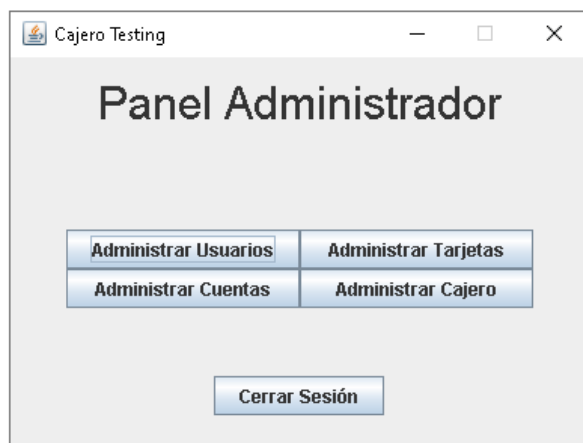 Cajero Testing
Panel Administrador
Administrar Usuarios Administrar Tarjetas
Administrar Cuentas Administrar Cajero
Cerrar Sesión